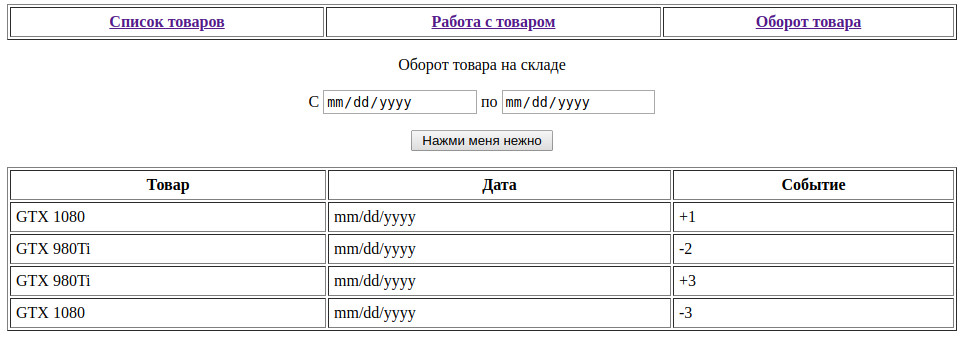 Список товаров Работа с товаром Оборот товара
Оборот товара на складе
С mm/dd/yyyy по mm/dd/yyyy
Нажми меня нежно
Товар Дата Событие
GTX 1080 mm/dd/yyyy +1
GTX 980Ti mm/dd/yyyy -2
GTX 980Ti mm/dd/yyyy +3
GTX 1080 mm/dd/yyyy -3